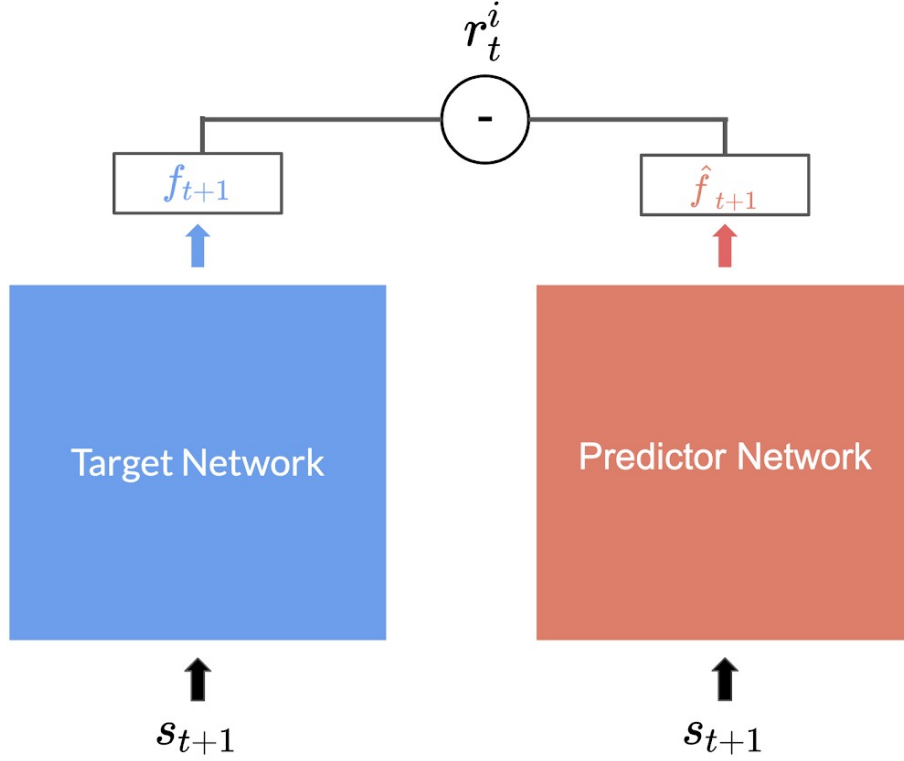 r_t^i
-
f_{t+1}
\hat{f}_{t+1}
Target Network
Predictor Network
s_{t+1}
s_{t+1}